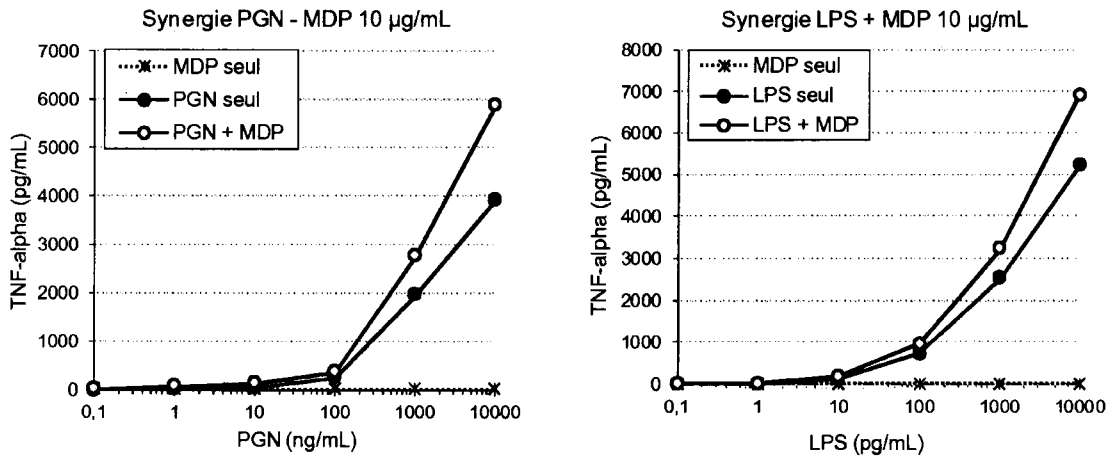 Synergie PGN - MDP 10 µg/mL
7000
6000
5000
4000
3000
2000
1000
0
TNF-alpha (pg/mL)
MDP seul
PGN seul
PGN + MDP
0,1 1 10 100 1000 10000
PGN (ng/mL)
Synergie LPS + MDP 10 µg/mL
8000
7000
6000
5000
4000
3000
2000
1000
0
TNF-alpha (pg/mL)
MDP seul
LPS seul
LPS + MDP
0,1 1 10 100 1000 10000
LPS (pg/mL)